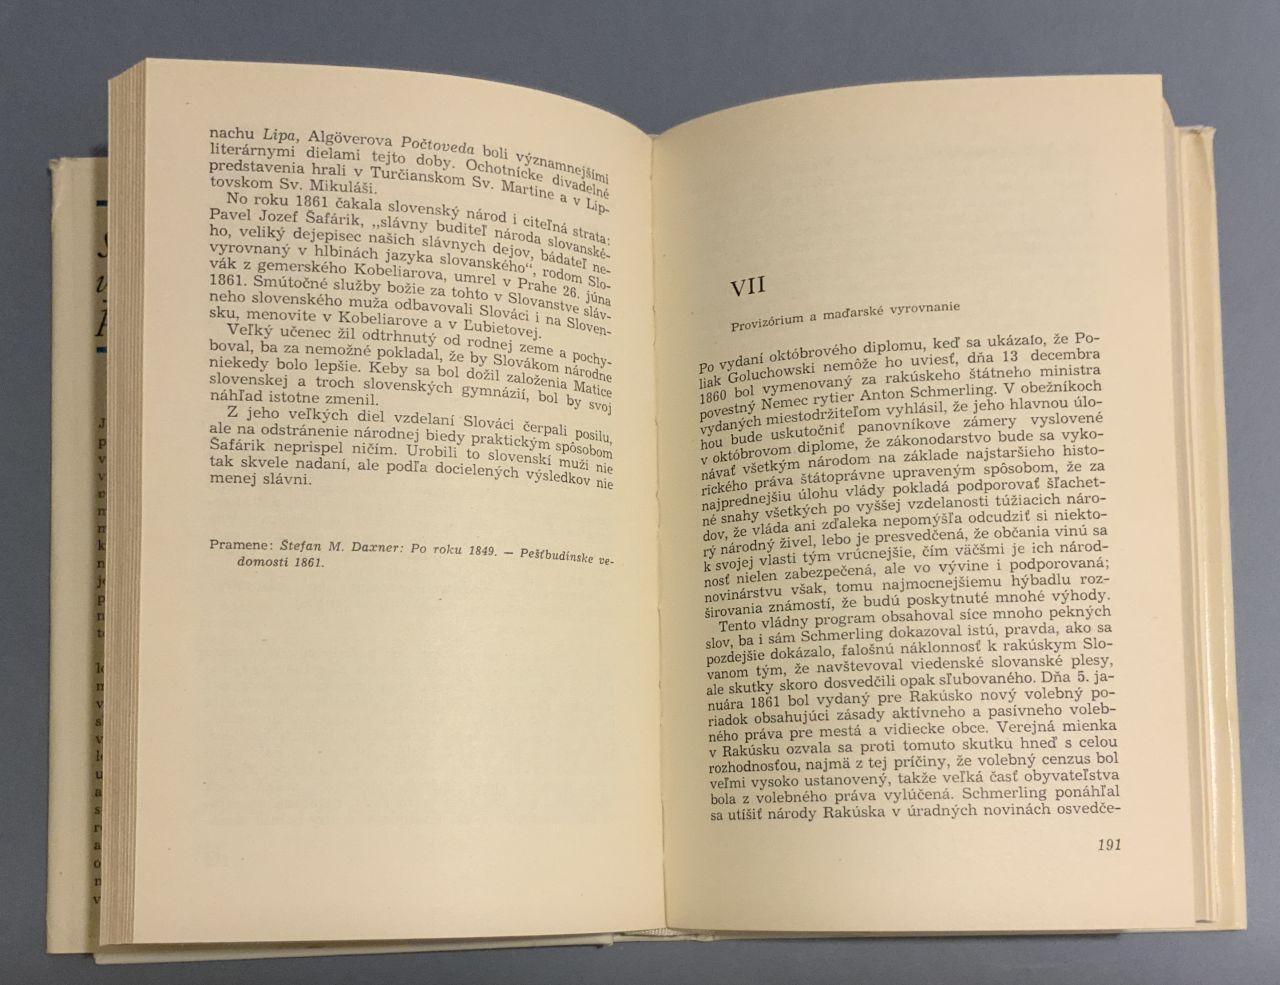 nachu Lipa, Algöverova Počtoveda boli významnejšími
literárnymi dielami tejto doby. Ochotnícke divadelné
predstavenia hrali v Turčianskom Sv. Martine a v Lip-
tovskom Sv. Mikuláši.
No roku 1861 čakala slovenský národ i citeľná strata:
Pavel Jozef Šafárik, „slávny buditeľ národa slovanské-
ho, veliký dejepisec našich slávnych dejov, bádateľ ne-
vyrovnaný v hlbinách jazyka slovanského“, rodom Slo-
vák z gemerského Kobeliarova, umrel v Prahe 26. júna
1861. Smútočné služby božie za tohto v Slovanstve sláv-
neho slovenského muža odbavovali Slováci i na Sloven-
sku, menovite v Kobeliarove a v Ľubietovej.
Veľký učenec žil odtrhnutý od rodnej zeme a pochy-
boval, ba za nemožné pokladal, že by Slovákom národne
niekedy bolo lepšie. Keby sa bol dožil založenia Matice
slovenskej a troch slovenských gymnázií, bol by svoj
náhľad istotne zmenil.
Z jeho veľkých diel vzdelaní Slováci čerpali posilu,
ale na odstránenie národnej biedy praktickým spôsobom
Šafárik neprispel ničím. Urobili to slovenskí muži nie
tak skvele nadaní, ale podľa docielených výsledkov nie
menej slávni.
Pramene: Štefan M. Daxner: Po roku 1849. — Pešťbudínske ve-
domosti 1861.
VII
Provizórium a maďarské vyrovnanie
Po vydaní októbrového diplomu, keď sa ukázalo, že Po-
liak Goluchowski nemôže ho uviesť, dňa 13 decembra
1860 bol vymenovaný za rakúskeho štátneho ministra
povestný Nemec rytier Anton Schmerling. V obežníkoch
vydaných miestodržiteľom vyhlásil, že jeho hlavnou úlo-
hou bude uskutočniť panovníkove zámery vyslovené
v októbrovom diplome, že zákonodarstvo bude sa vyko-
návať všetkým národom na základe najstaršieho histo-
rického práva štátoprávne upraveným spôsobom, že za
najprednejšiu úlohu vlády pokladá podporovať šľachet-
né snahy všetkých po vyššej vzdelanosti túžiacich náro-
dov, že vláda ani zďaleka nepomýšľa odcudziť si niekto-
rý národný živel, lebo je presvedčená, že občania vinú sa
k svojej vlasti tým vrúcnejšie, čím väčšmi je ich národ-
nosť nielen zabezpečená, ale vo vývine i podporovaná;
novinárstvu však, tomu najmocnejšiemu hýbadlu roz-
širovania známostí, že budú poskytnuté mnohé výhody.
Tento vládny program obsahoval síce mnoho pekných
slov, ba i sám Schmerling dokazoval istú, pravda, ako sa
pozdejšie dokázalo, falošnú náklonnosť k rakúskym Slo-
vanom tým, že navštevoval viedenské slovanské plesy,
ale skutky skoro dosvedčili opak sľubovaného. Dňa 5. ja-
nuára 1861 bol vydaný pre Rakúsko nový volebný po-
riadok obsahujúci zásady aktívneho a pasívneho voleb-
ného práva pre mestá a vidiecke obce. Verejná mienka
v Rakúsku ozvala sa proti tomuto skutku hneď s celou
rozhodnosťou, najmä z tej príčiny, že volebný cenzus bol
veľmi vysoko ustanovený, takže veľká časť obyvateľstva
bola z volebného práva vylúčená. Schmerling ponáhľal
sa utíšiť národy Rakúska v úradných novinách osvedče-
191